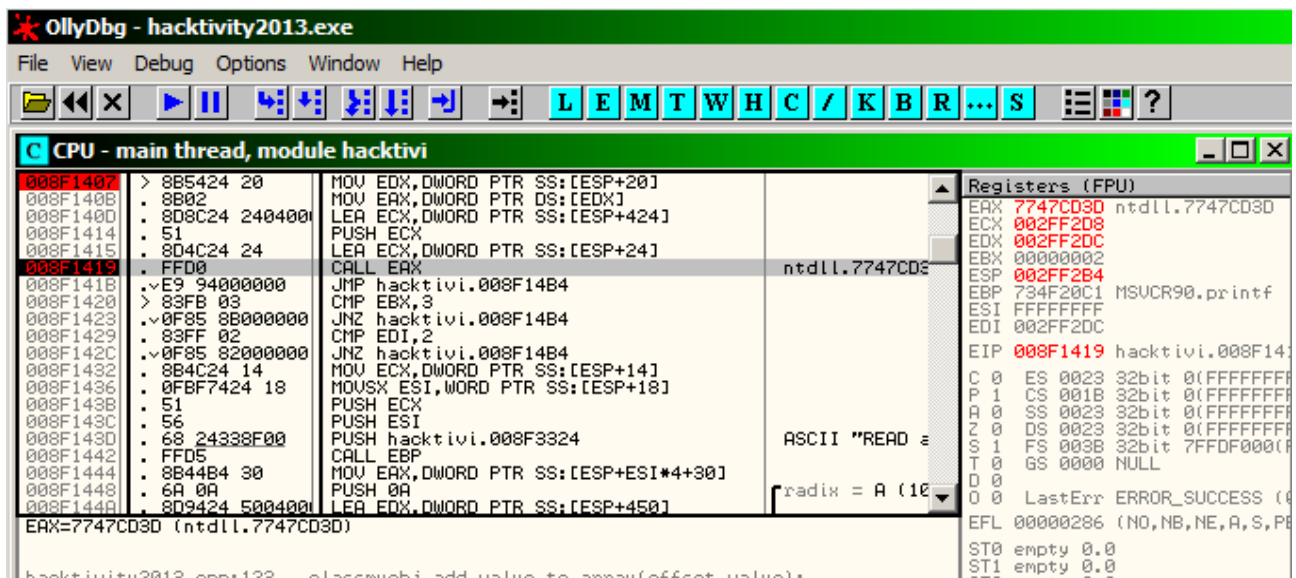 OllyDbg - hacktivity2013.exe
File View Debug Options Window Help
L E M T W H C / K B R ... S ?
C CPU - main thread, module hacktivi
008F1407 > 8B5424 20 MOV EDX,DWORD PTR SS:[ESP+20]
008F140B . 8B02 MOV EAX,DWORD PTR DS:[EDX]
008F140D . 8D8C24 240400 LEA ECX,DWORD PTR SS:[ESP+424]
008F1414 . 51 PUSH ECX
008F1415 . 8D4C24 24 LEA ECX,DWORD PTR SS:[ESP+24]
008F1419 . FFD0 CALL EAX ntdll.7747CD3
008F141B .v E9 94000000 JMP hacktivi.008F14B4
008F1420 > 83FB 03 CMP EBX,3
008F1423 .v 0F85 8B000000 JNZ hacktivi.008F14B4
008F1429 . 83FF 02 CMP EDI,2
008F142C .v 0F85 82000000 JNZ hacktivi.008F14B4
008F1432 . 8B4C24 14 MOV ECX,DWORD PTR SS:[ESP+14]
008F1436 . 0FBF7424 18 MOVSX ESI,WORD PTR SS:[ESP+18]
008F143B . 51 PUSH ECX
008F143C . 56 PUSH ESI
008F143D . 68 24338F00 PUSH hacktivi.008F3324 ASCII "READ a
008F1442 . FFD5 CALL EBP
008F1444 . 8B44B4 30 MOV EAX,DWORD PTR SS:[ESP+ESI*4+30]
008F1448 . 6A 0A PUSH 0A radix = A (10
008F144A . 8D9424 500400 LEA EDX,DWORD PTR SS:[ESP+450]
EAX=7747CD3D (ntdll.7747CD3D)
hacktivity2013.cpp:133.
Registers (FPU)
EAX 7747CD3D ntdll.7747CD3D
ECX 002FF2D8
EDX 002FF2DC
EBX 00000002
ESP 002FF2B4
EBP 734F20C1 MSVCR90.printf
ESI FFFFFFFF
EDI 002FF2DC
EIP 008F1419 hacktivi.008F141
C 0 ES 0023 32bit 0(FFFFFFFF
P 1 CS 001B 32bit 0(FFFFFFFF
A 0 SS 0023 32bit 0(FFFFFFFF
Z 0 DS 0023 32bit 0(FFFFFFFF
S 1 FS 003B 32bit 7FFDF000(F
T 0 GS 0000 NULL
D 0
O 0 LastErr ERROR_SUCCESS (0
EFL 00000286 (NO,NB,NE,A,S,PE
ST0 empty 0.0
ST1 empty 0.0